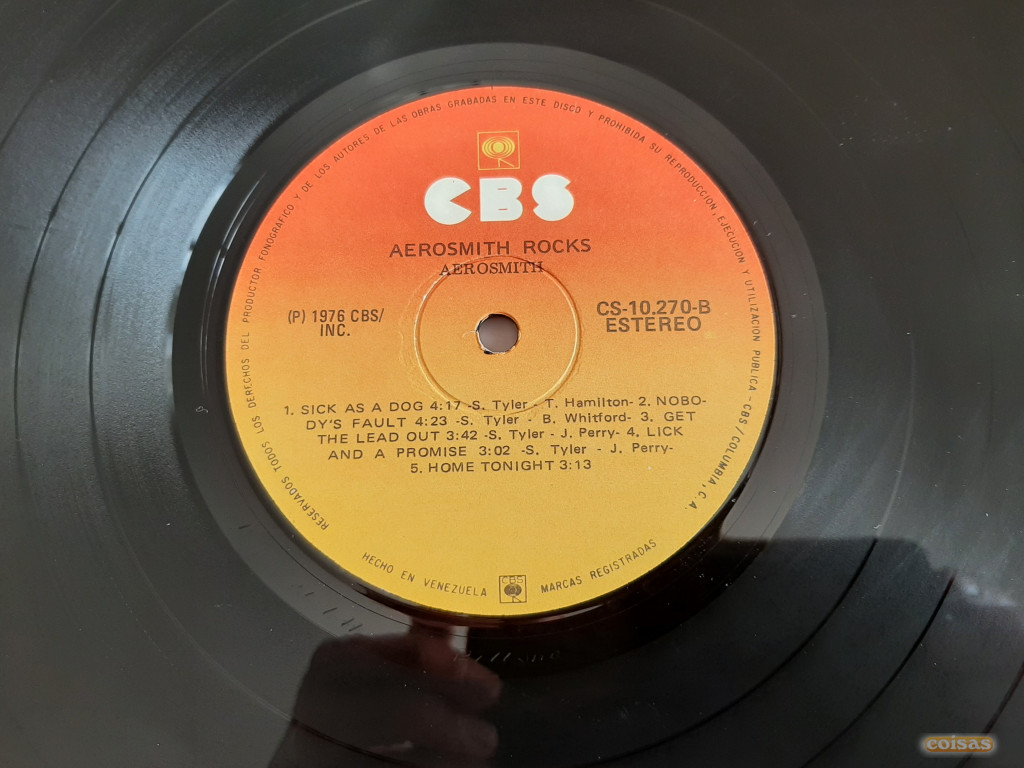 RESERVADOS TODOS LOS DERECHOS DEL PRODUCTOR FONOGRAFICO Y DE LOS AUTORES DE LAS OBRAS GRABADAS EN ESTE DISCO Y PROHIBIDA SU REPRODUCCION, EJECUCION Y UTILIZACION PUBLICA - CBS/COLUMBIA, C.A.
CBS
AEROSMITH ROCKS
AEROSMITH
(P) 1976 CBS/
INC.
CS-10.270-B
ESTEREO
1. SICK AS A DOG 4:17 -S. Tyler - T. Hamilton- 2. NOBO-
DY'S FAULT 4:23 -S. Tyler - B. Whitford- 3. GET
THE LEAD OUT 3:42 -S. Tyler - J. Perry- 4. LICK
AND A PROMISE 3:02 -S. Tyler - J. Perry-
5. HOME TONIGHT 3:13
HECHO EN VENEZUELA CBS MARCAS REGISTRADAS
coisas